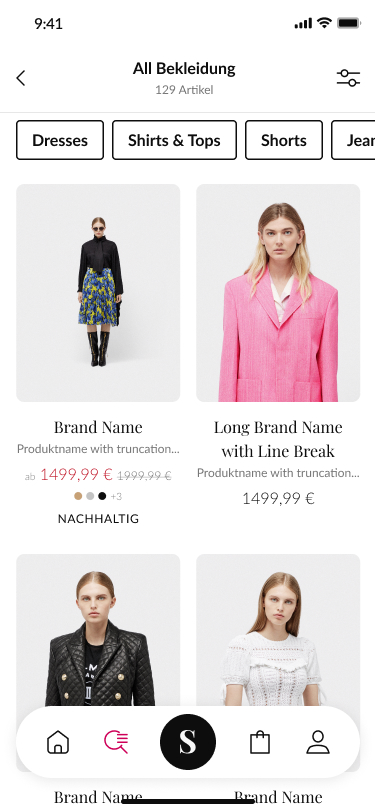 9:41
All Bekleidung
129 Artikel
Dresses
Shirts & Tops
Shorts
Jean
Brand Name
Produktname with truncation...
ab 1499,99 € 1999,99 €
+3
NACHHALTIG
Long Brand Name
with Line Break
Produktname with truncation...
1499,99 €
S
Brand Name
Brand Name